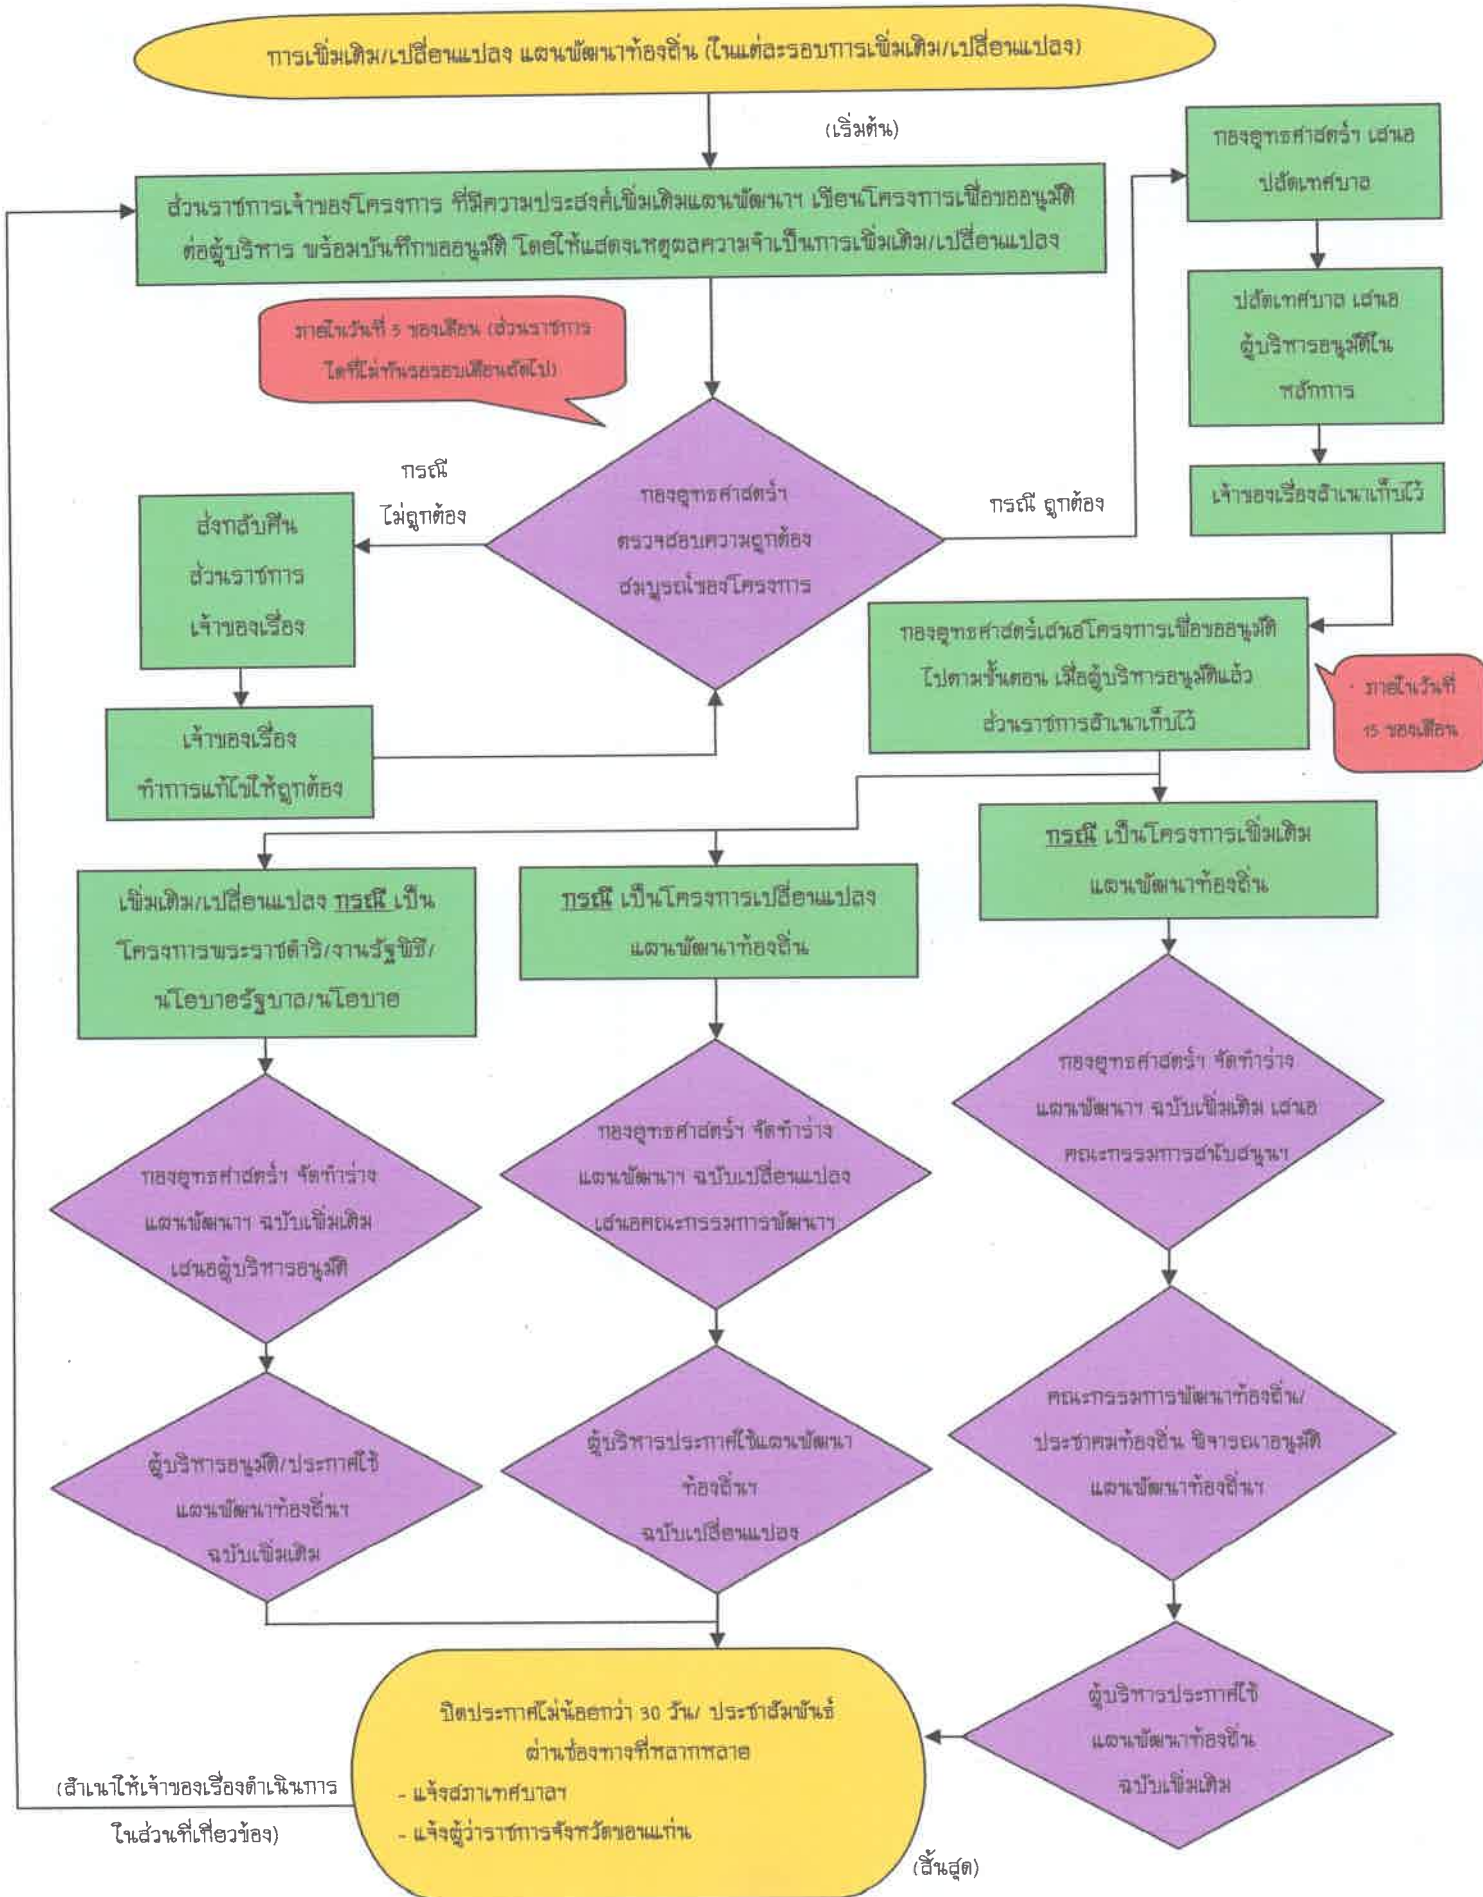 การเพิ่มเติม/เปลี่ยนแปลง แผนพัฒนาท้องถิ่น (ในแต่ละรอบการเพิ่มเติม/เปลี่ยนแปลง)
(เริ่มต้น)
ส่วนราชการเจ้าของโครงการ ที่มีความประสงค์เพิ่มเติมแผนพัฒนาฯ เขียนโครงการเพื่อขออนุมัติ
ต่อผู้บริหาร พร้อมบันทึกขออนุมัติ โดยให้แสดงเหตุผลความจำเป็นการเพิ่มเติม/เปลี่ยนแปลง
กองยุทธศาสตร์ฯ เสนอ
ปลัดเทศบาล
ปลัดเทศบาล เสนอ
ผู้บริหารอนุมัติใน
หลักการ
เจ้าของเรื่องสำเนาเก็บไว้
ภายในวันที่ 5 ของเดือน (ส่วนราชการ
ใดที่ไม่ทันรอรอบเดือนถัดไป)
กองยุทธศาสตร์ฯ
ตรวจสอบความถูกต้อง
สมบูรณ์ของโครงการ
กรณี
ไม่ถูกต้อง
กรณี ถูกต้อง
ส่งกลับคืน
ส่วนราชการ
เจ้าของเรื่อง
เจ้าของเรื่อง
ทำการแก้ไขให้ถูกต้อง
กองยุทธศาสตร์เสนอโครงการเพื่อขออนุมัติ
ไปตามขั้นตอน เมื่อผู้บริหารอนุมัติแล้ว
ส่วนราชการสำเนาเก็บไว้
ภายในวันที่
15 ของเดือน
เพิ่มเติม/เปลี่ยนแปลง กรณี เป็น
โครงการพระราชดำริ/งานรัฐพิธี/
นโยบายรัฐบาล/นโยบาย
กรณี เป็นโครงการเปลี่ยนแปลง
แผนพัฒนาท้องถิ่น
กรณี เป็นโครงการเพิ่มเติม
แผนพัฒนาท้องถิ่น
กองยุทธศาสตร์ฯ จัดทำร่าง
แผนพัฒนาฯ ฉบับเพิ่มเติม
เสนอผู้บริหารอนุมัติ
กองยุทธศาสตร์ฯ จัดทำร่าง
แผนพัฒนาฯ ฉบับเปลี่ยนแปลง
เสนอคณะกรรมการพัฒนาฯ
กองยุทธศาสตร์ฯ จัดทำร่าง
แผนพัฒนาฯ ฉบับเพิ่มเติม เสนอ
คณะกรรมการสนับสนุนฯ
ผู้บริหารอนุมัติ/ประกาศใช้
แผนพัฒนาท้องถิ่นฯ
ฉบับเพิ่มเติม
ผู้บริหารประกาศใช้แผนพัฒนา
ท้องถิ่นฯ
ฉบับเปลี่ยนแปลง
คณะกรรมการพัฒนาท้องถิ่น/
ประชาคมท้องถิ่น พิจารณาอนุมัติ
แผนพัฒนาท้องถิ่นฯ
ผู้บริหารประกาศใช้
แผนพัฒนาท้องถิ่น
ฉบับเพิ่มเติม
ปิดประกาศไม่น้อยกว่า 30 วัน/ ประชาสัมพันธ์
ผ่านช่องทางที่หลากหลาย
- แจ้งสภาเทศบาลฯ
- แจ้งผู้ว่าราชการจังหวัดขอนแก่น
(สำเนาให้เจ้าของเรื่องดำเนินการ
ในส่วนที่เกี่ยวข้อง)
(สิ้นสุด)